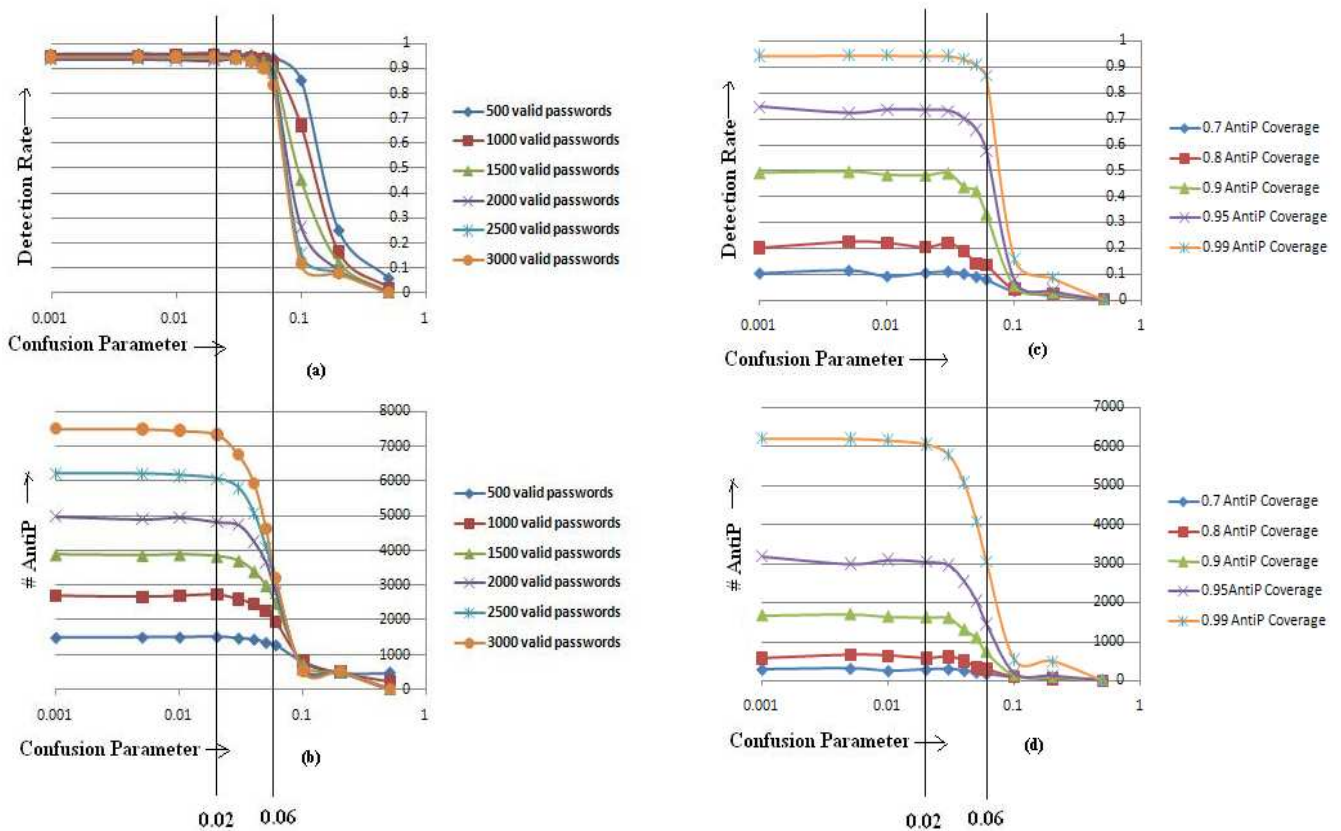 1
0.9
0.8
0.7
0.6
0.5
0.4
0.3
0.2
0.1
0
0.001 0.01 0.1 1
Detection Rate
Confusion Parameter
(a)
500 valid passwords
1000 valid passwords
1500 valid passwords
2000 valid passwords
2500 valid passwords
3000 valid passwords
8000
7000
6000
5000
4000
3000
2000
1000
0
0.001 0.01 0.1 1
# AntiP
Confusion Parameter
(b)
500 valid passwords
1000 valid passwords
1500 valid passwords
2000 valid passwords
2500 valid passwords
3000 valid passwords
0.02 0.06
1
0.9
0.8
0.7
0.6
0.5
0.4
0.3
0.2
0.1
0
0.001 0.01 0.1 1
Detection Rate
Confusion Parameter
(c)
0.7 AntiP Coverage
0.8 AntiP Coverage
0.9 AntiP Coverage
0.95 AntiP Coverage
0.99 AntiP Coverage
7000
6000
5000
4000
3000
2000
1000
0
0.001 0.01 0.1 1
# AntiP
Confusion Parameter
(d)
0.7 AntiP Coverage
0.8 AntiP Coverage
0.9 AntiP Coverage
0.95AntiP Coverage
0.99 AntiP Coverage
0.02 0.06